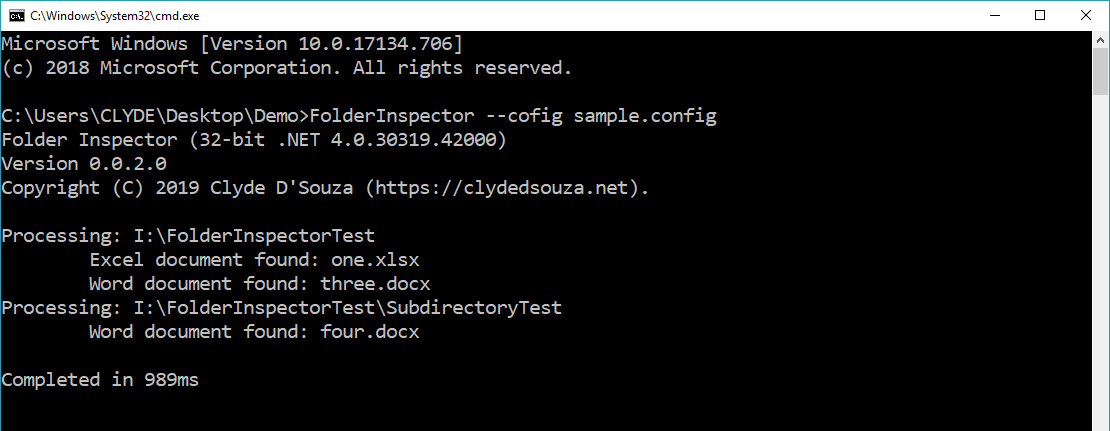 C:\Windows\System32\cmd.exe
Microsoft Windows [Version 10.0.17134.706]
(c) 2018 Microsoft Corporation. All rights reserved.
C:\Users\CLYDE\Desktop\Demo>FolderInspector --cofig sample.config
Folder Inspector (32-bit .NET 4.0.30319.42000)
Version 0.0.2.0
Copyright (C) 2019 Clyde D'Souza (https://clydedsouza.net).
Processing: I:\FolderInspectorTest
Excel document found: one.xlsx
Word document found: three.docx
Processing: I:\FolderInspectorTest\SubdirectoryTest
Word document found: four.docx
Completed in 989ms